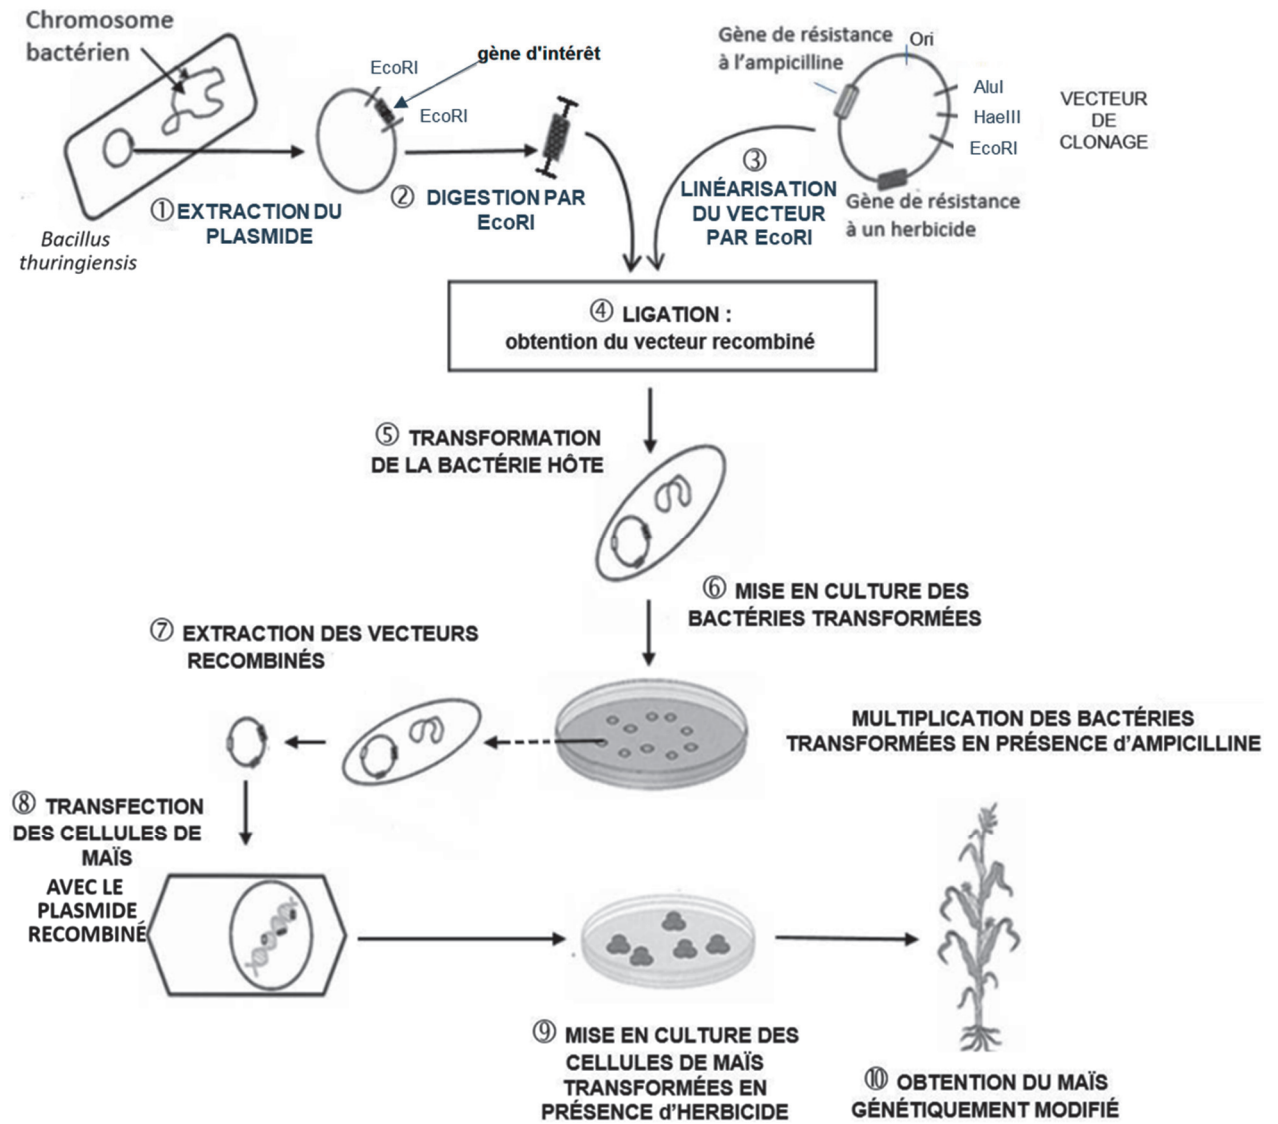 Chromosome
bactérien
EcoRI
gène d'intérêt
EcoRI
Gène de résistance
à l'ampicilline
Ori
AluI
HaeIII
EcoRI
VECTEUR
DE
CLONAGE
① EXTRACTION DU
PLASMIDE
Bacillus
thuringiensis
② DIGESTION PAR
EcoRI
③
LINÉARISATION
DU VECTEUR
PAR EcoRI
Gène de résistance
à un herbicide
④ LIGATION :
obtention du vecteur recombiné
⑤ TRANSFORMATION
DE LA BACTÉRIE HÔTE
⑥ MISE EN CULTURE DES
BACTÉRIES TRANSFORMÉES
⑦ EXTRACTION DES VECTEURS
RECOMBINÉS
MULTIPLICATION DES BACTÉRIES
TRANSFORMÉES EN PRÉSENCE d'AMPICILLINE
⑧ TRANSFECTION
DES CELLULES DE
MAÏS
AVEC LE
PLASMIDE
RECOMBINÉ
⑨ MISE EN CULTURE DES
CELLULES DE MAÏS
TRANSFORMÉES EN
PRÉSENCE d'HERBICIDE
⑩ OBTENTION DU MAÏS
GÉNÉTIQUEMENT MODIFIÉ